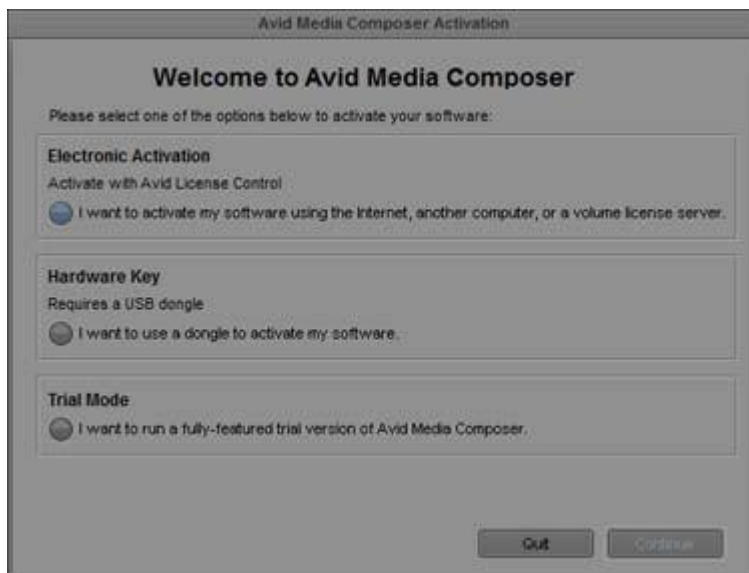 Avid Media Composer Activation
Welcome to Avid Media Composer
Please select one of the options below to activate your software:
Electronic Activation
Activate with Avid License Control
I want to activate my software using the Internet, another computer, or a volume license server.
Hardware Key
Requires a USB dongle
I want to use a dongle to activate my software.
Trial Mode
I want to run a fully-featured trial version of Avid Media Composer.
Quit Continue